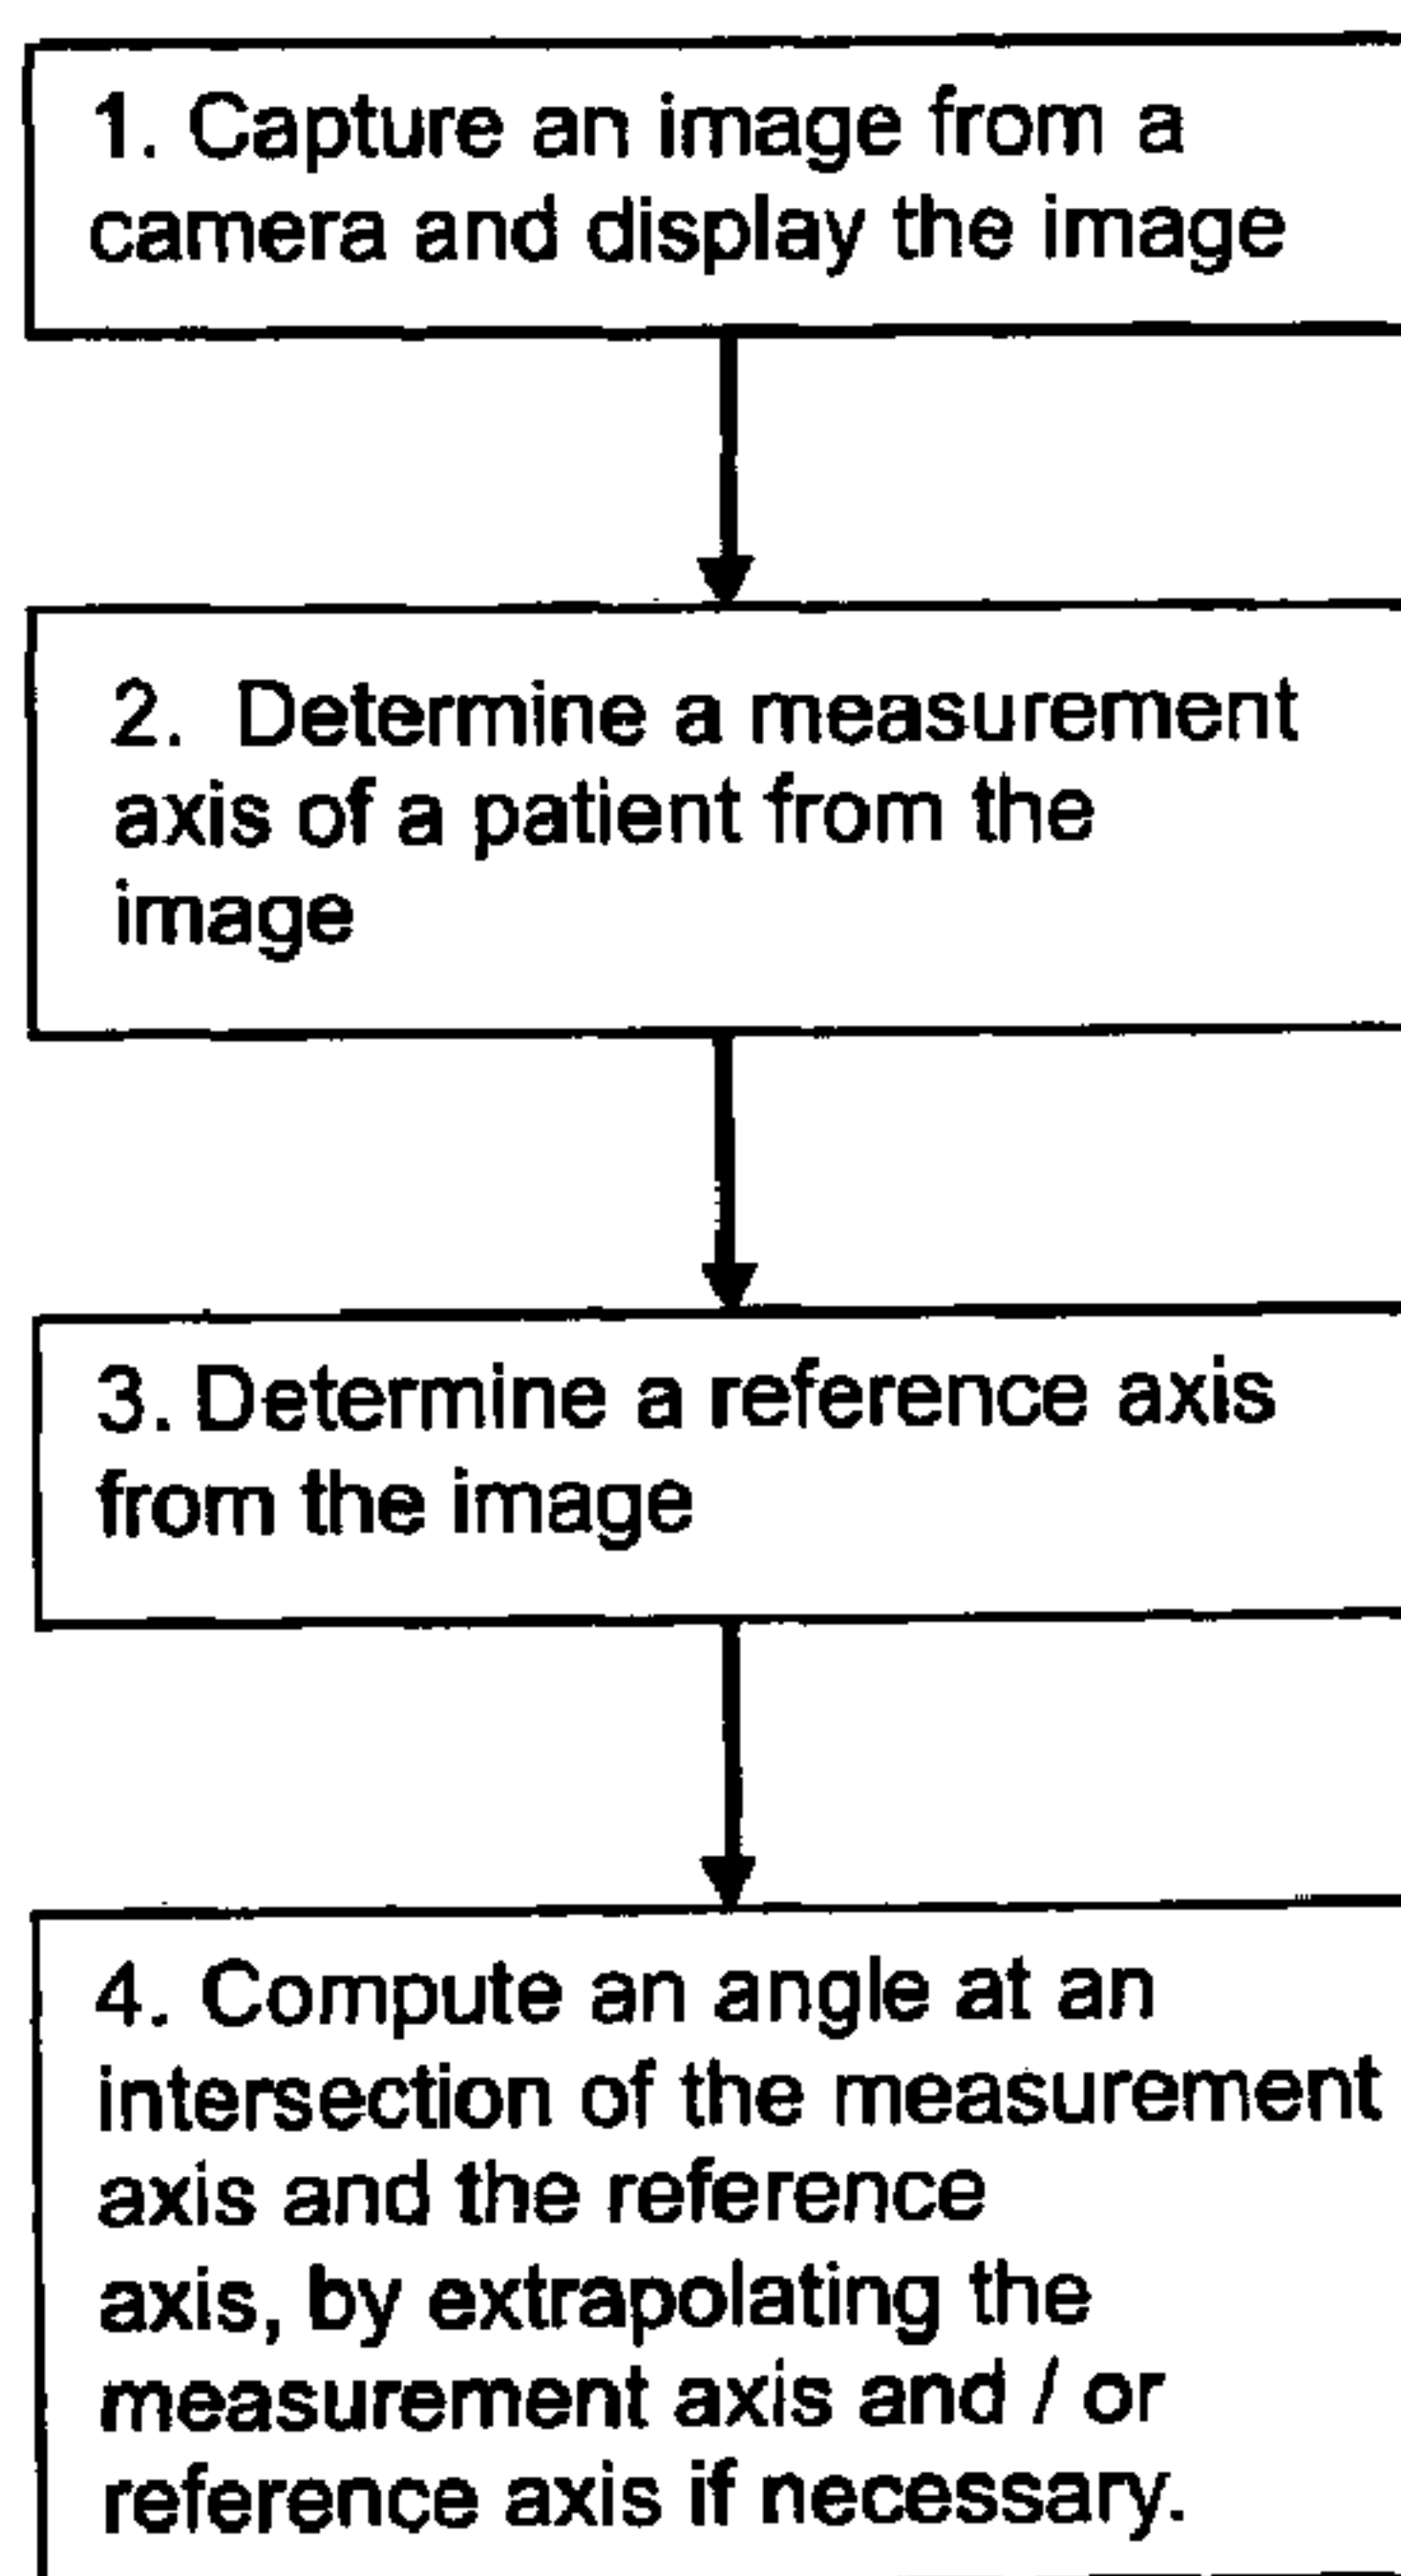 1. Capture an image from a
camera and display the image
2. Determine a measurement
axis of a patient from the
image
3. Determine a reference axis
from the image
4. Compute an angle at an
intersection of the measurement
axis and the reference
axis, by extrapolating the
measurement axis and / or
reference axis if necessary.